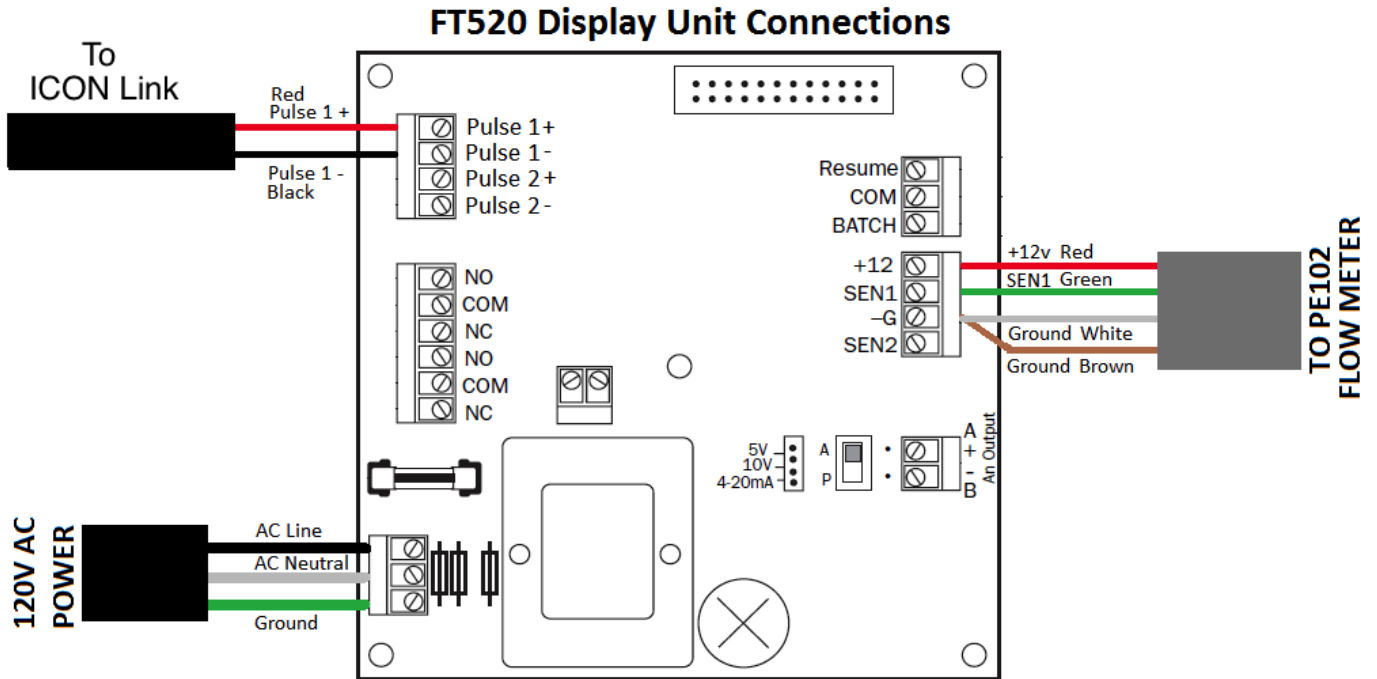 FT520 Display Unit Connections
To
ICON Link
Red
Pulse 1 +
Pulse 1 -
Black
Pulse 1+
Pulse 1-
Pulse 2+
Pulse 2-
NO
COM
NC
NO
COM
NC
Resume
COM
BATCH
+12
SEN1
–G
SEN2
+12v Red
SEN1 Green
Ground White
Ground Brown
TO PE102
FLOW METER
5V
10V
4-20mA
A
P
A
+
-
B
An Output
120V AC
POWER
AC Line
AC Neutral
Ground